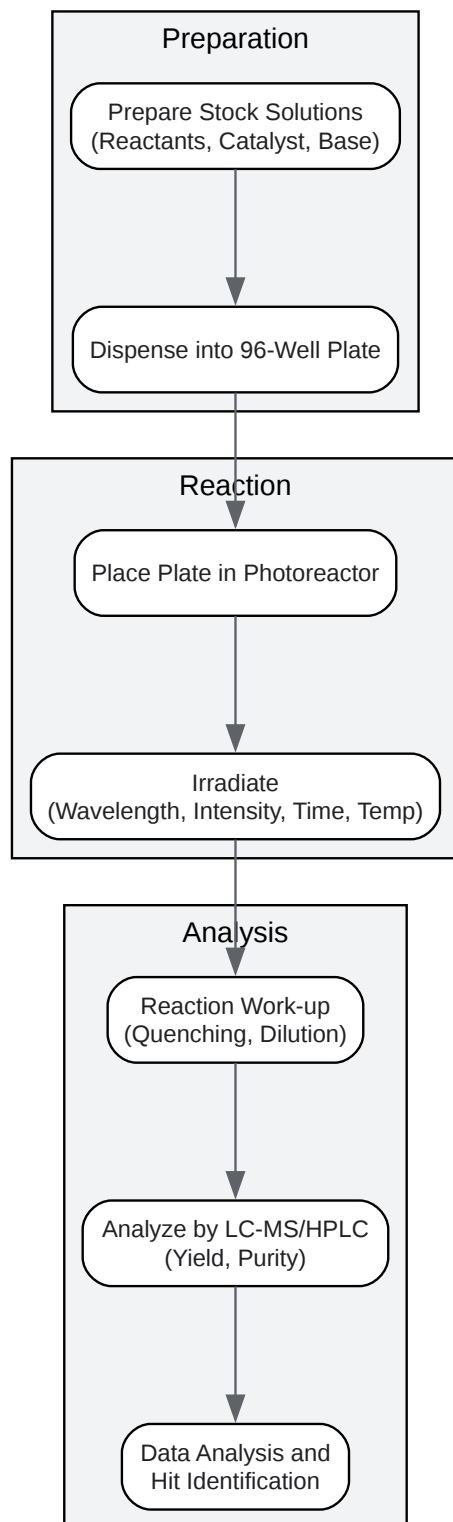 Preparation
Prepare Stock Solutions
(Reactants, Catalyst, Base)
Dispense into 96-Well Plate
Reaction
Place Plate in Photoreactor
Irradiate
(Wavelength, Intensity, Time, Temp)
Analysis
Reaction Work-up
(Quenching, Dilution)
Analyze by LC-MS/HPLC
(Yield, Purity)
Data Analysis and
Hit Identification